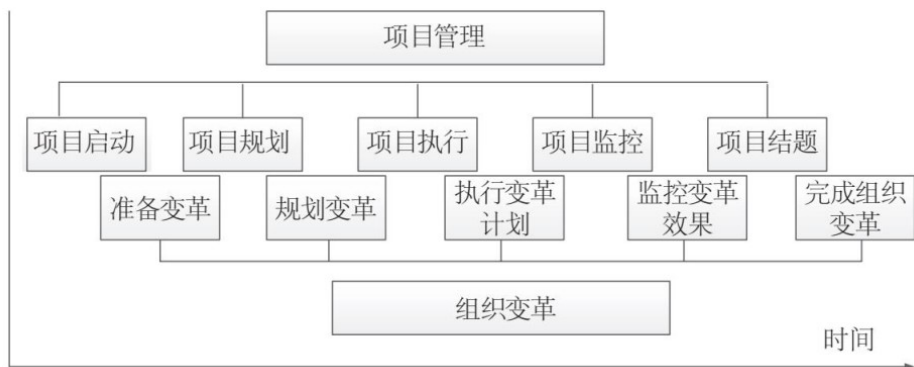 项目管理
项目启动
项目规划
项目执行
项目监控
项目结题
准备变革
规划变革
执行变革
计划
监控变革
效果
完成组织
变革
组织变革
时间